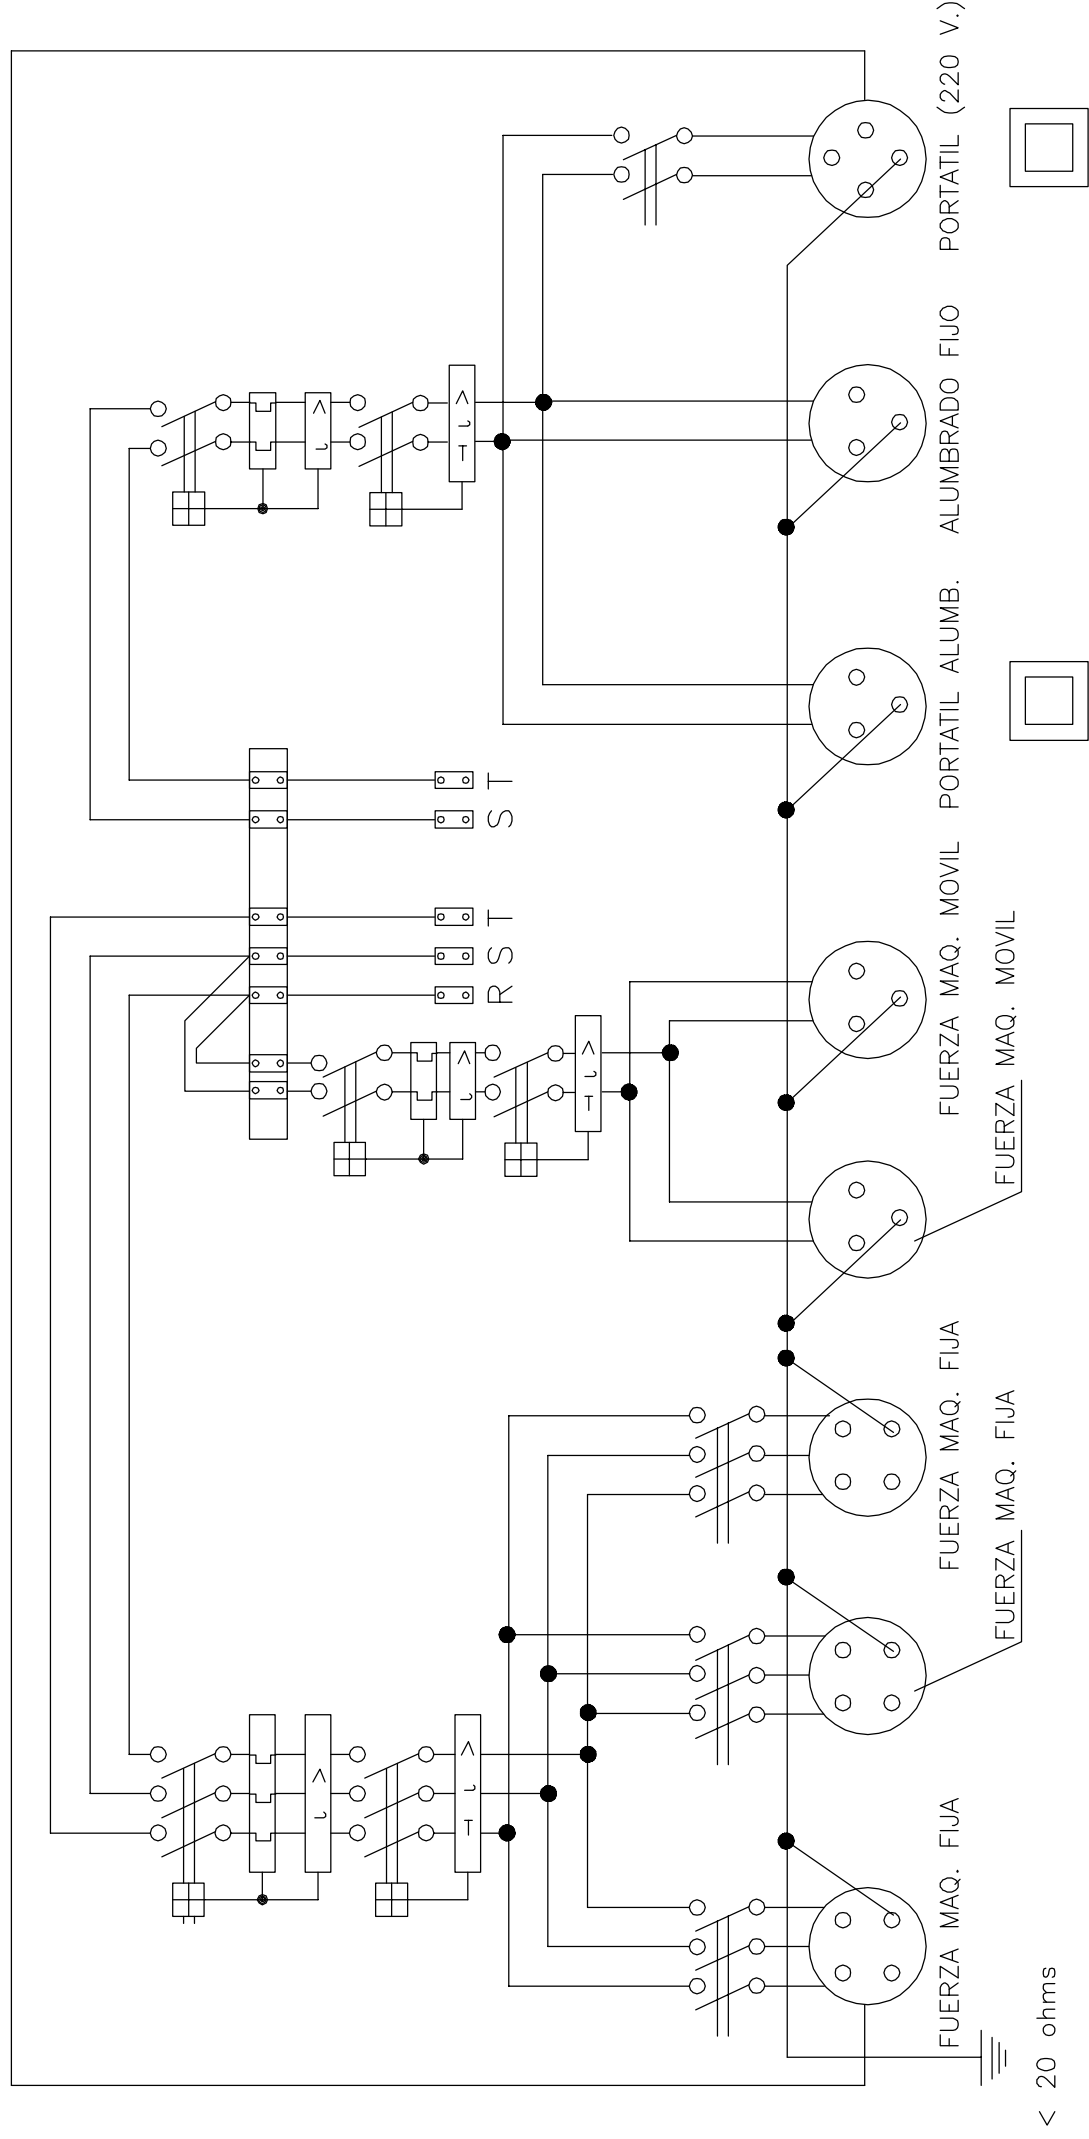 R S T
S T
FUERZA MAQ. FIJA
FUERZA MAQ. FIJA
FUERZA MAQ. FIJA
FUERZA MAQ. MOVIL
FUERZA MAQ. MOVIL
PORTATIL ALUMB.
ALUMBRADO FIJO
PORTATIL (220 V.)
< 20 ohms